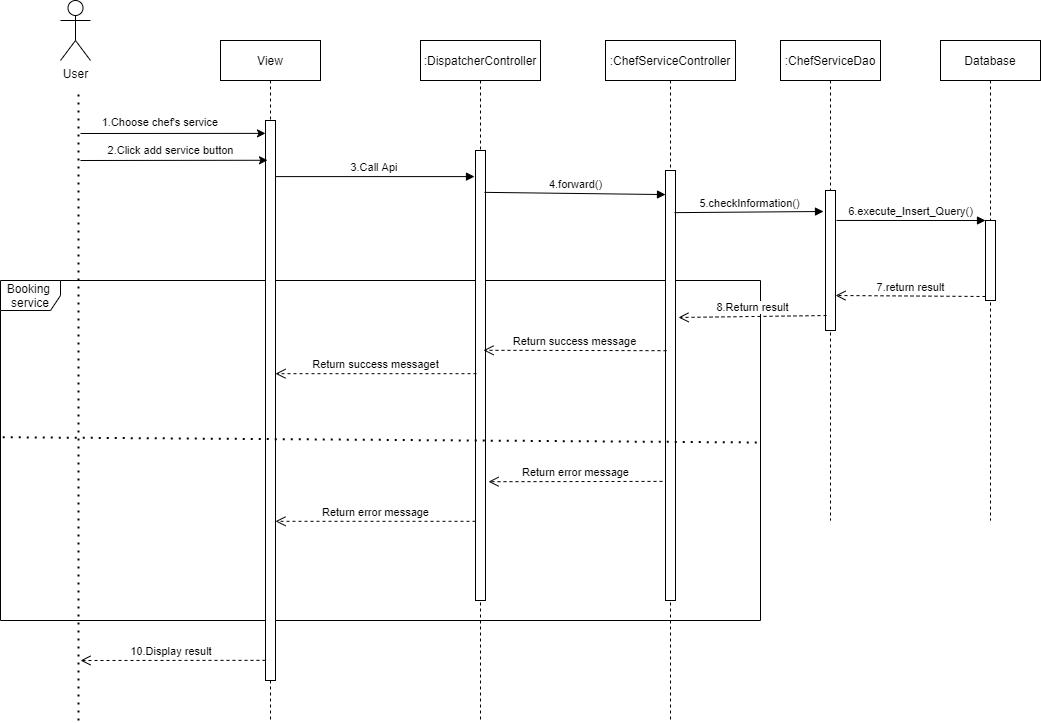 User
View
:DispatcherController
:ChefServiceController
:ChefServiceDao
Database
1.Choose chef's service
2.Click add service button
3.Call Api
4.forward()
5.checkInformation()
6.execute_Insert_Query()
Booking
service
7.return result
8.Return result
Return success message
Return success messaget
Return error message
Return error message
10.Display result